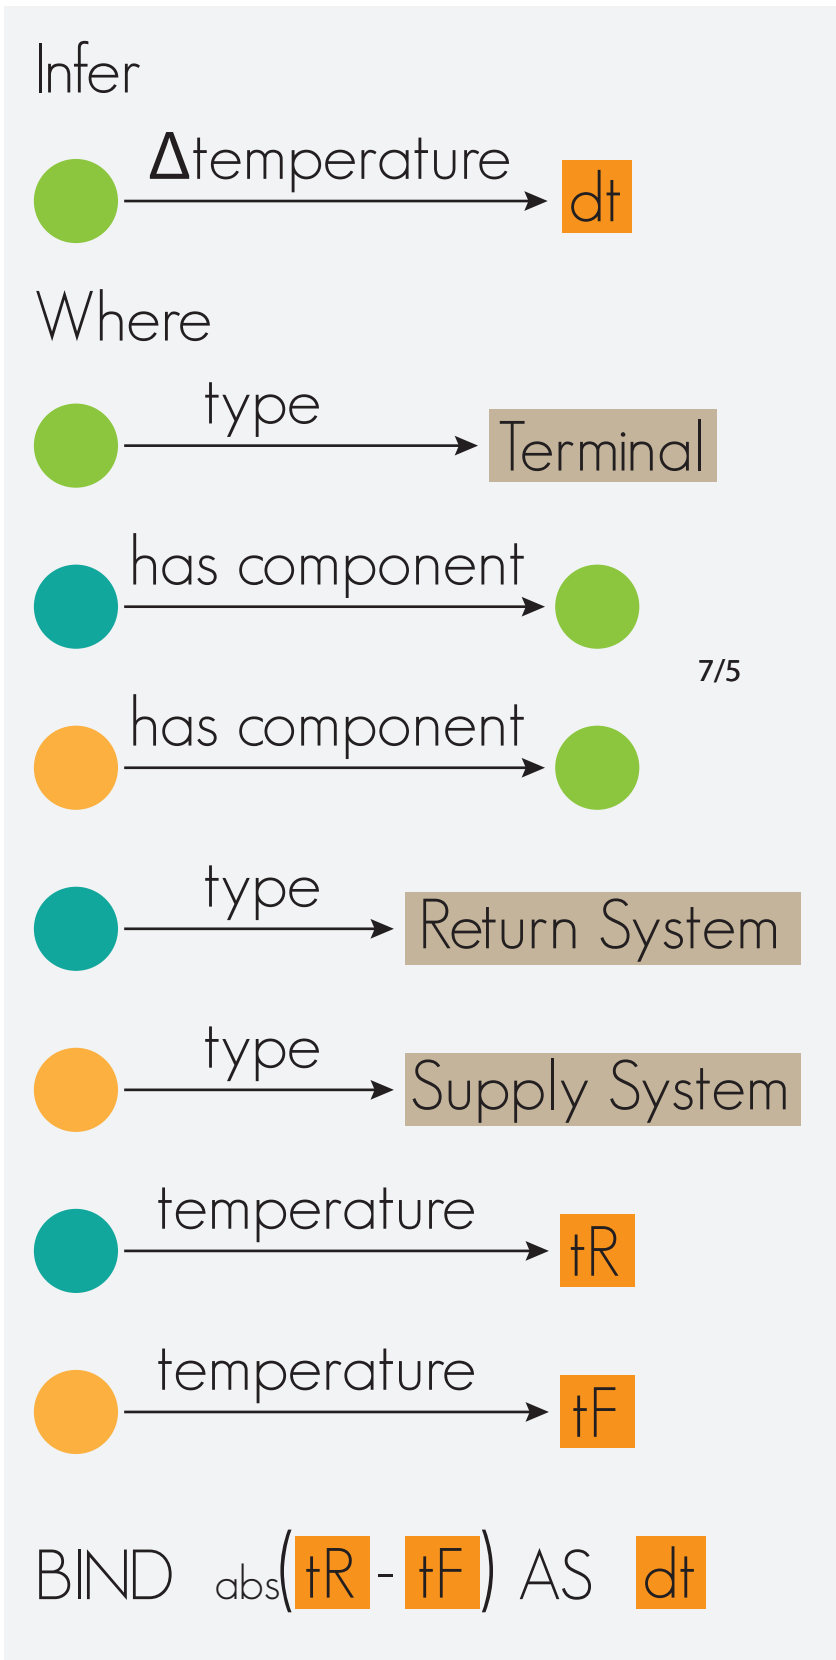 Infer
Δtemperature
dt
Where
type
Terminal
has component
7/5
has component
type
Return System
type
Supply System
temperature
tR
temperature
tF
BIND abs(tR - tF) AS dt